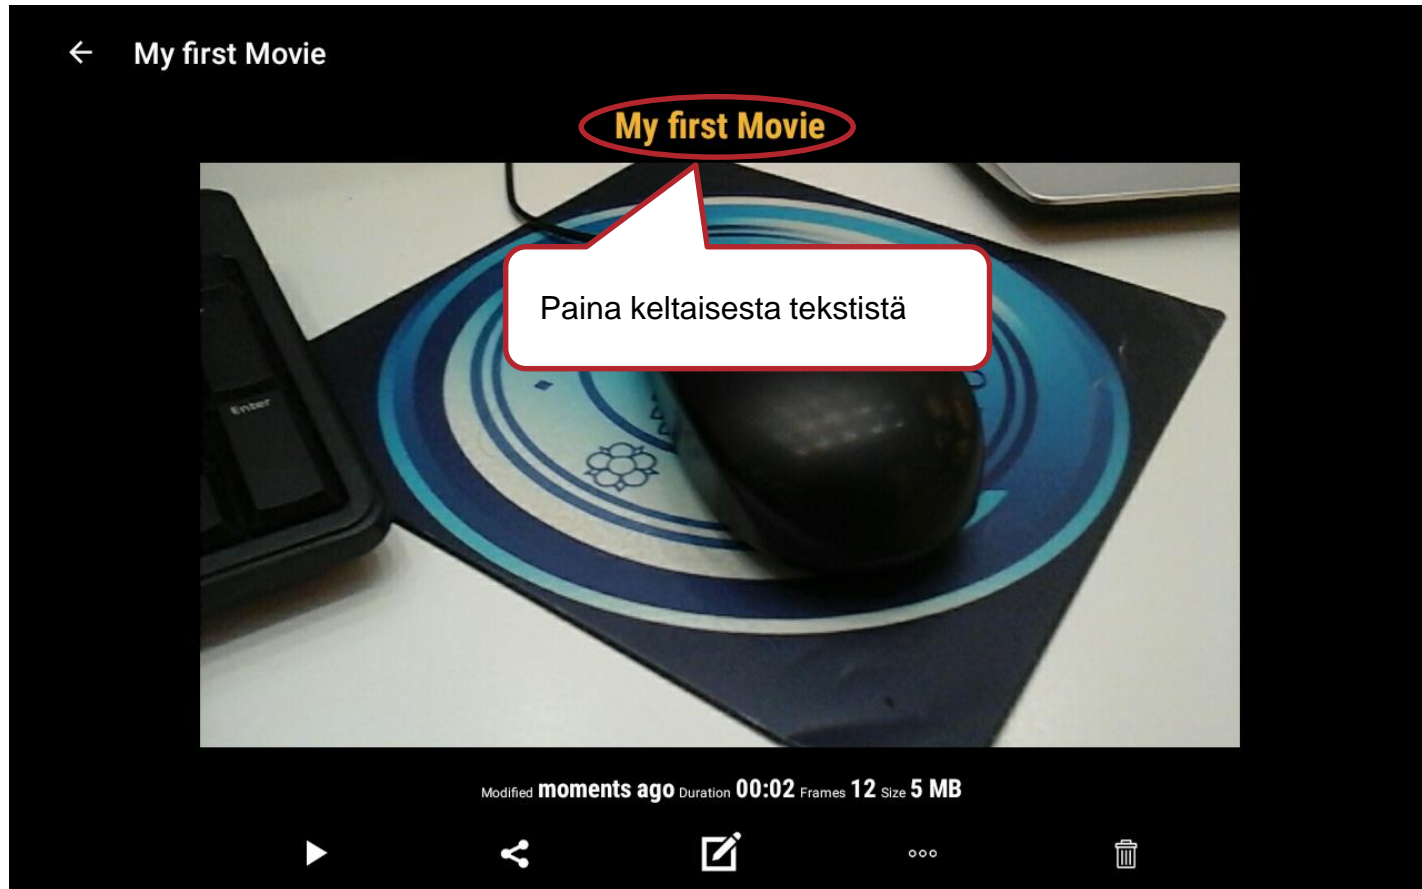 My first Movie
My first Movie
Paina keltaisesta tekstistä
Enter
Modified moments ago Duration 00:02 Frames 12 Size 5 MB